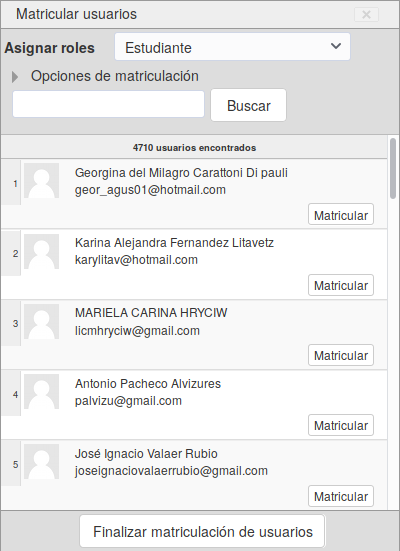 Matricular usuarios
Asignar roles Estudiante
Opciones de matriculación
Buscar
4710 usuarios encontrados
1 Georgina del Milagro Carattoni Di pauli
geor_agus01@hotmail.com
Matricular
2 Karina Alejandra Fernandez Litavetz
karylitav@hotmail.com
Matricular
3 MARIELA CARINA HRYCIW
licmhryciw@gmail.com
Matricular
4 Antonio Pacheco Alvizures
palvizu@gmail.com
Matricular
5 José Ignacio Valaer Rubio
joseignaciovalaerrubio@gmail.com
Matricular
Finalizar matriculación de usuarios